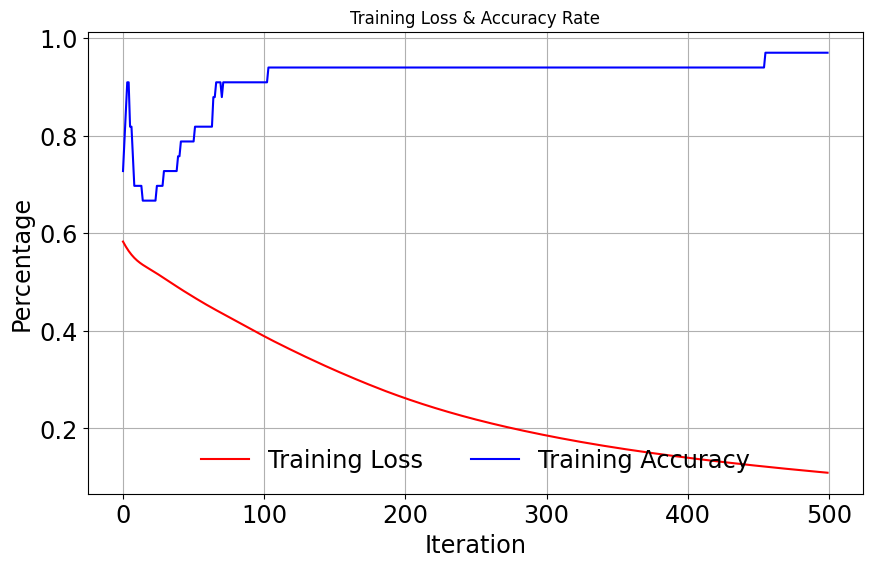 Training Loss & Accuracy Rate
1.0
0.8
0.6
0.4
0.2
Percentage
Training Loss
Training Accuracy
0 100 200 300 400 500
Iteration